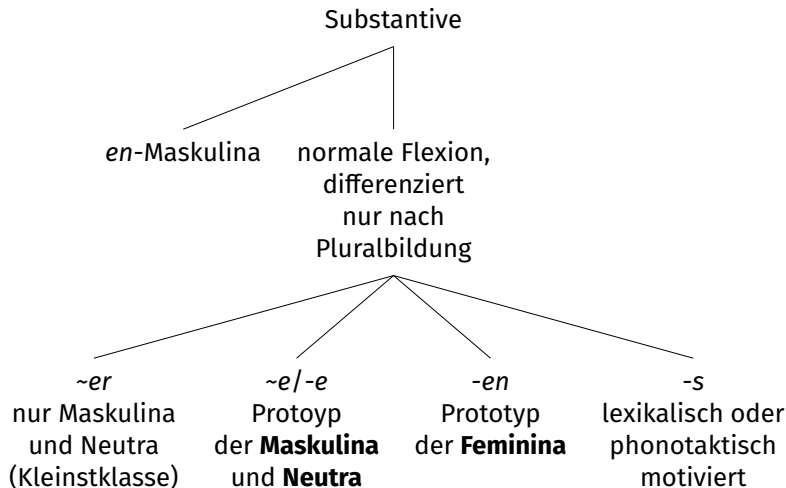 Substantive
en-Maskulina
normale Flexion,
differenziert
nur nach
Pluralbildung
~er
nur Maskulina
und Neutra
(Kleinstklasse)
~e/-e
Protoyp
der Maskulina
und Neutra
-en
Prototyp
der Feminina
-s
lexikalisch oder
phonotaktisch
motiviert